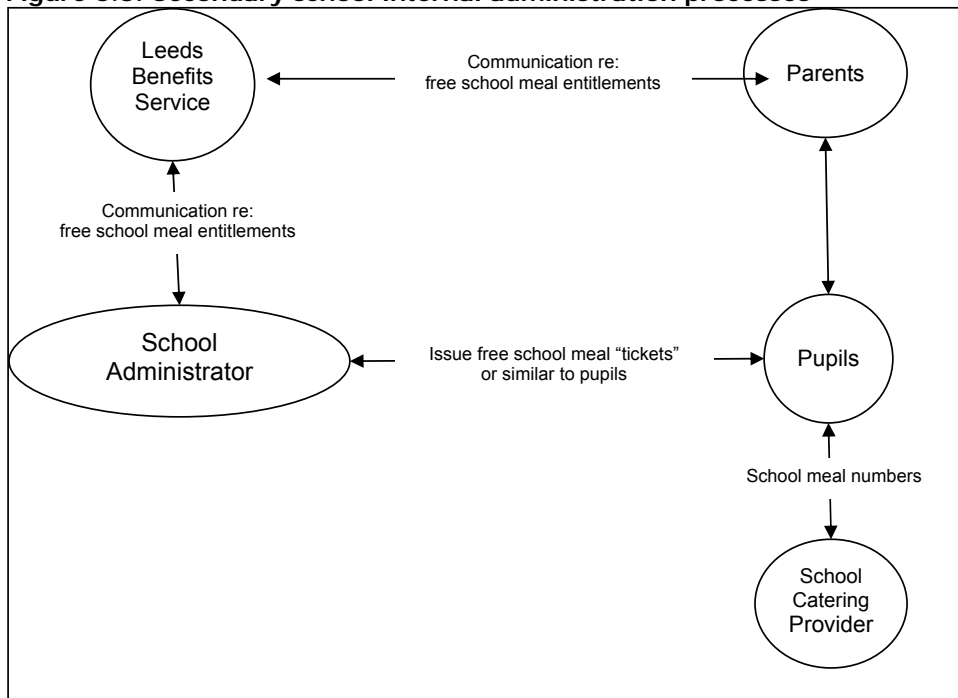 Leeds
Benefits
Service
Communication re:
free school meal entitlements
Parents
Communication re:
free school meal entitlements
School
Administrator
Issue free school meal “tickets”
or similar to pupils
Pupils
School meal numbers
School
Catering
Provider